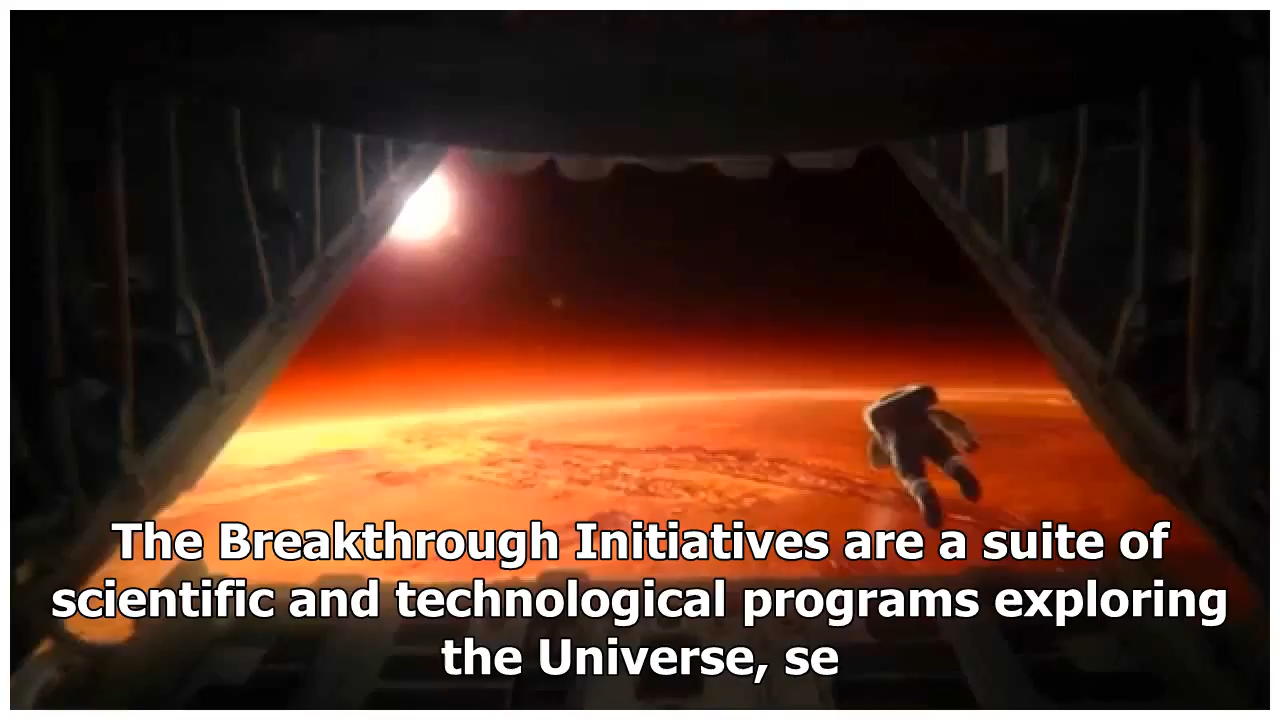 The Breakthrough Initiatives are a suite of
scientific and technological programs exploring
the Universe, se